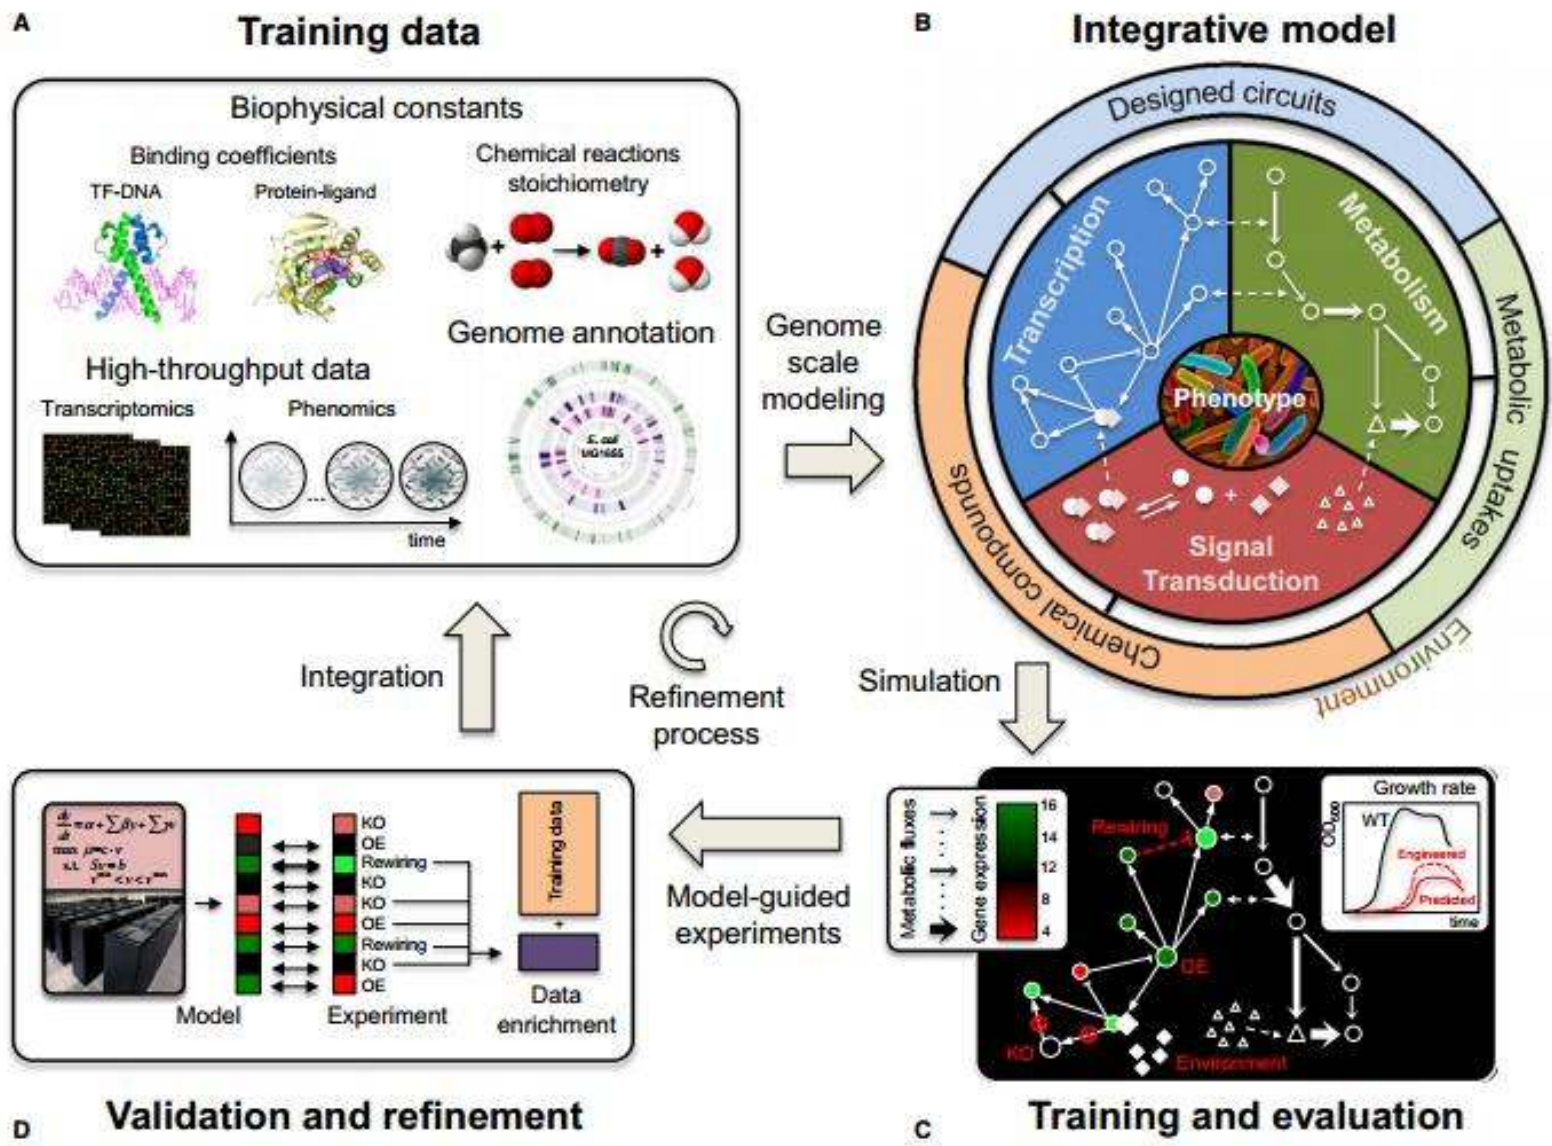 A
Training data
Biophysical constants
Binding coefficients
TF-DNA
Protein-ligand
Chemical reactions
stoichiometry
Genome annotation
E. coli
MG1655
High-throughput data
Transcriptomics
Phenomics
...
time
Genome
scale
modeling
B
Integrative model
Designed circuits
Transcription
Metabolism
Phenotype
Signal
Transduction
Metabolic uptakes
Chemical compounds
Environment
Integration
Refinement
process
Simulation
Model-guided
experiments
Metabolic fluxes
Gene expression
16
14
12
8
4
Rewiring
OE
KO
Environment
Growth rate
OD600
WT
Engineered
Predicted
time
C
Training and evaluation
max μ=c·v
s.t. Sv=b
KO
OE
Rewiring
KO
KO
OE
Rewiring
KO
OE
Model
Experiment
Training data
+
Data
enrichment
D
Validation and refinement